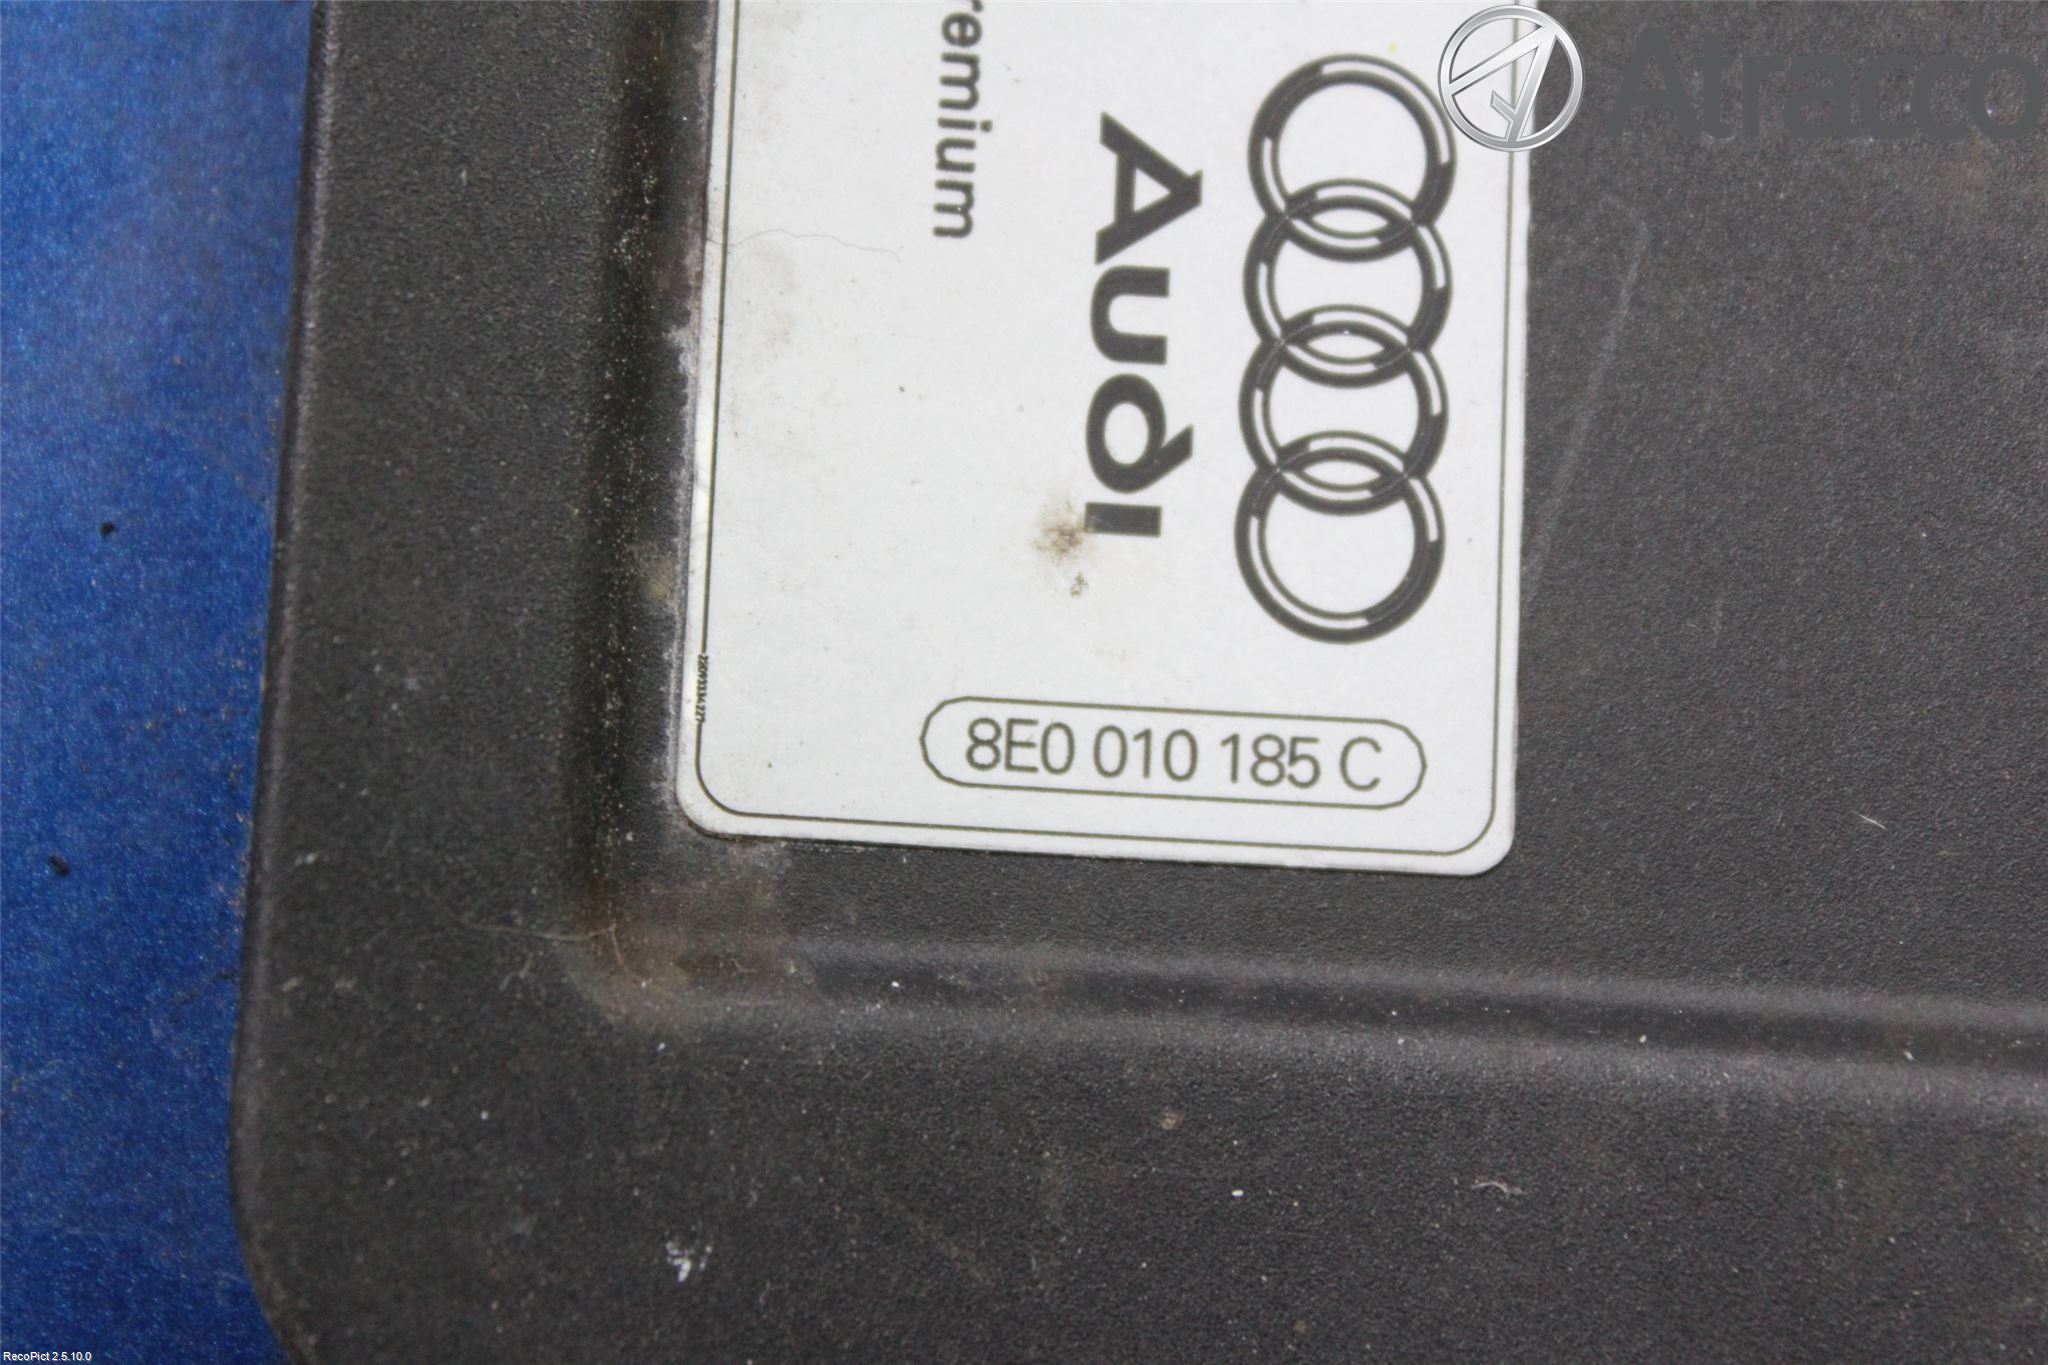 Atracco
remium
Audi
8E0 010 185 C
RecoPict 2.5.10.0